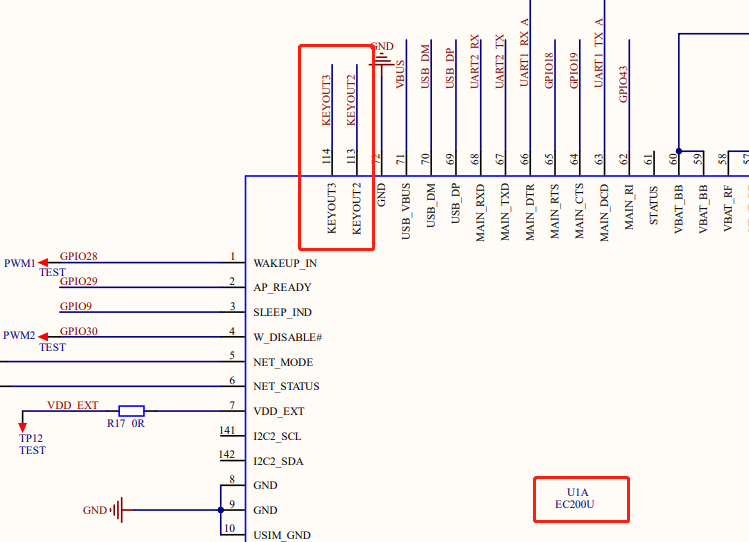 GND
KEYOUT3
KEYOUT2
VBUS
USB_DM
USB_DP
UART2_RX
UART2_TX
UART1_RX_A
GPIO18
GPIO19
UART1_TX_A
GPIO43
114
113
72
71
70
69
68
67
66
65
64
63
62
61
60
59
58
57
KEYOUT3
KEYOUT2
GND
USB_VBUS
USB_DM
USB_DP
MAIN_RXD
MAIN_TXD
MAIN_DTR
MAIN_RTS
MAIN_CTS
MAIN_DCD
MAIN_RI
STATUS
VBAT_BB
VBAT_BB
VBAT_RF
PWM1
TEST
GPIO28
1
WAKEUP_IN
GPIO29
2
AP_READY
GPIO9
3
SLEEP_IND
PWM2
TEST
GPIO30
4
W_DISABLE#
5
NET_MODE
6
NET_STATUS
VDD_EXT
R17 0R
7
VDD_EXT
TP12
TEST
141
I2C2_SCL
142
I2C2_SDA
8
GND
GND
9
GND
10
USIM_GND
U1A
EC200U